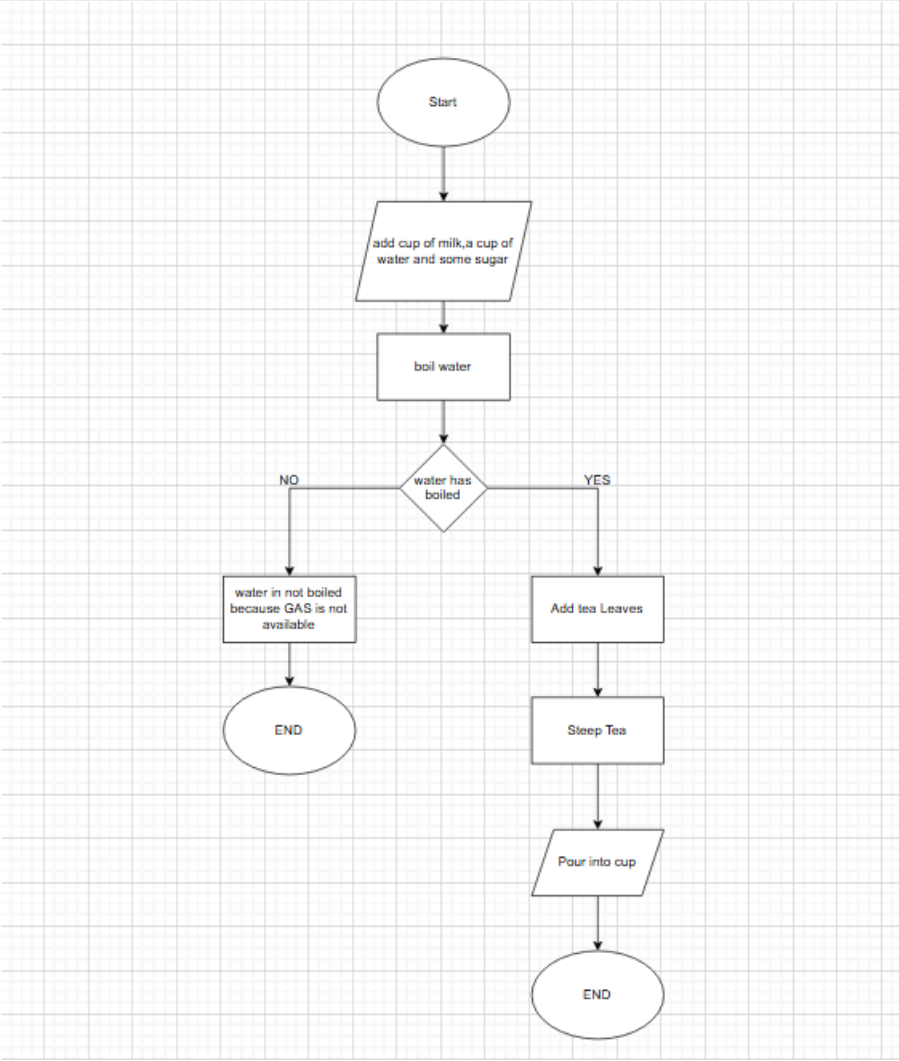 Start
add cup of milk,a cup of
water and some sugar
boil water
water has
boiled
NO
YES
water in not boiled
because GAS is not
available
Add tea Leaves
END
Steep Tea
Pour into cup
END